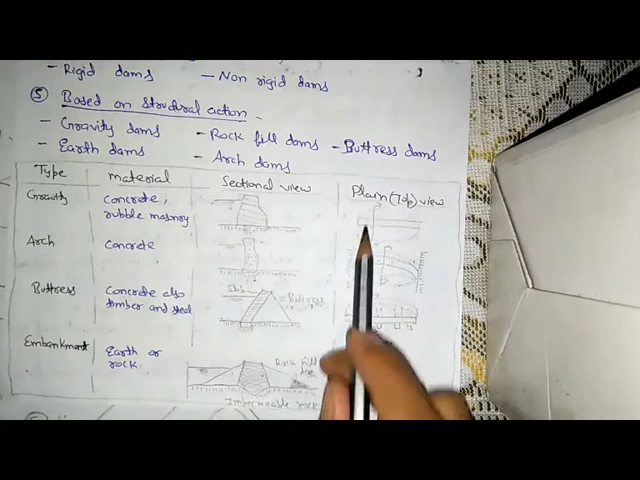 - Rigid dams - Non rigid dams
⑤ Based on structural action
- Gravity dams - Rock fill dams - Buttress dams
- Earth dams - Arch dams
Type material Sectional view Plain (Top) view
Gravity concrete, rubble masonry
Arch concrete
Buttress Concrete also timber and steel
Slab Buttress
Embankment Earth or rock.
Rock fill toe
Impermeable